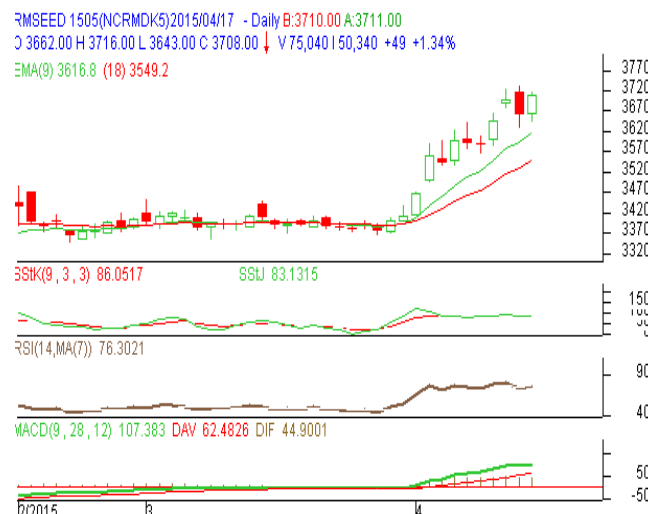 RMSEED 1505(NCRMDK5)2015/04/17 - Daily B:3710.00 A:3711.00
O 3662.00 H 3716.00 L 3643.00 C 3708.00 V 75,040 I 50,340 +49 +1.34%
EMA(9) 3616.8 (18) 3549.2
3770
3720
3670
3620
3570
3520
3470
3420
3370
3320
SStK(9,3,3) 86.0517 SStJ 83.1315
150
RSI(14,MA(7)) 76.3021
90
40
MACD(9,28,12) 107.383 DAV 62.4826 DIF 44.9001
50
-50
2/2015 3 4